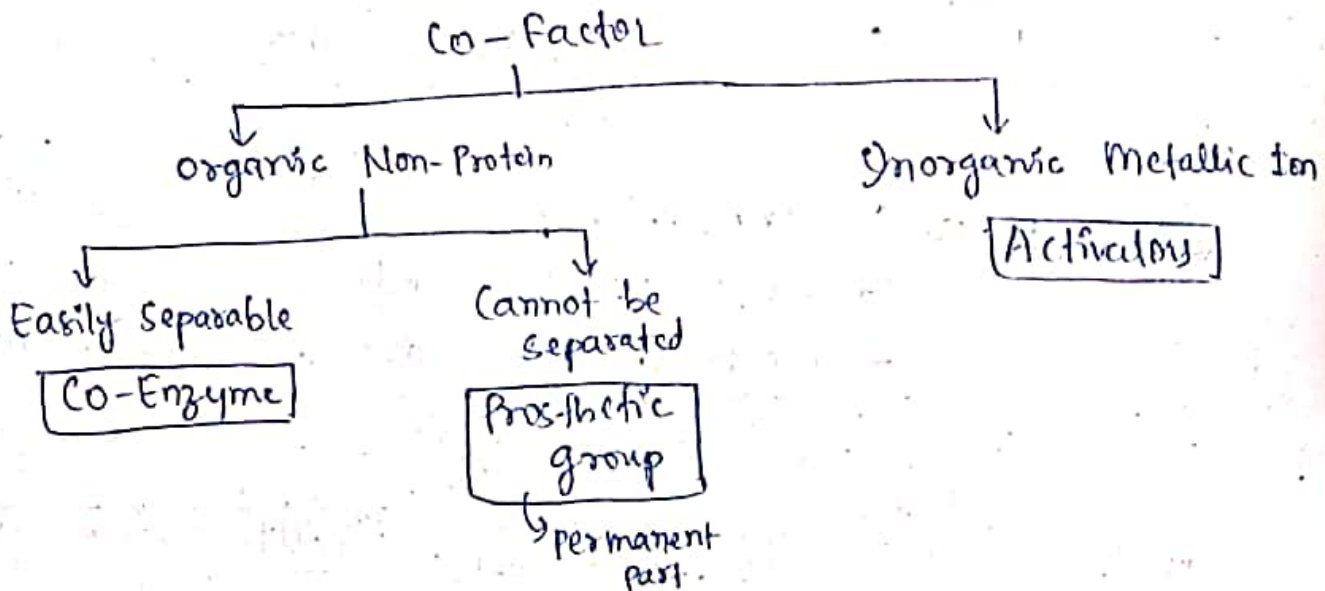 Co-Factor
Organic Non-Protein
Inorganic Metallic Ion
Activators
Easily Separable
Co-Enzyme
Cannot be
separated
Prosthetic
group
permanent
part.